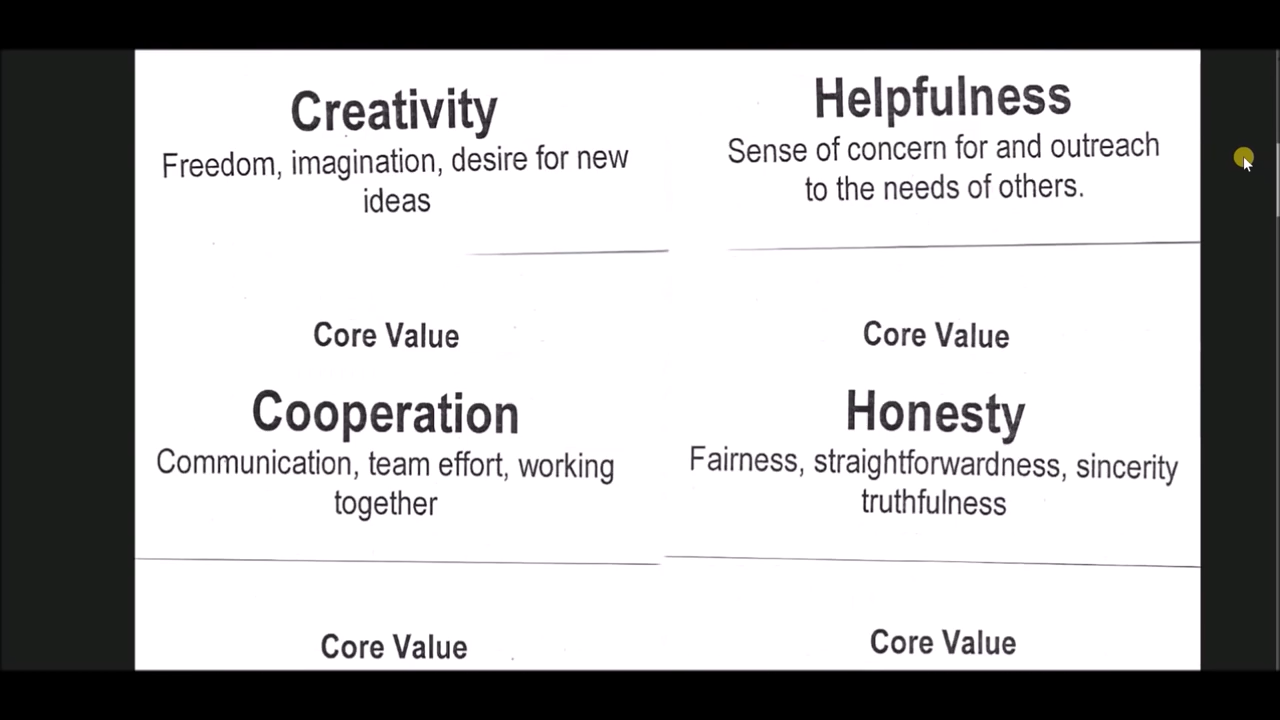 Creativity
Freedom, imagination, desire for new
ideas
Helpfulness
Sense of concern for and outreach
to the needs of others.
Core Value
Cooperation
Communication, team effort, working
together
Core Value
Honesty
Fairness, straightforwardness, sincerity
truthfulness
Core Value
Core Value